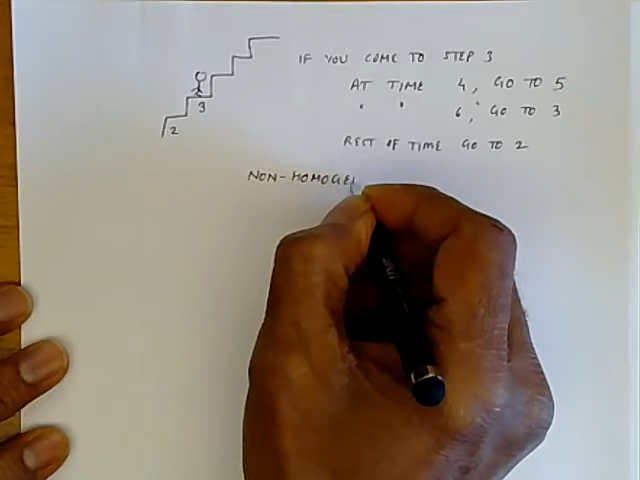 IF YOU COME TO STEP 3
AT TIME 4, GO TO 5
" " 6, GO TO 3
REST OF TIME GO TO 2
3
2
NON-HOMOGE